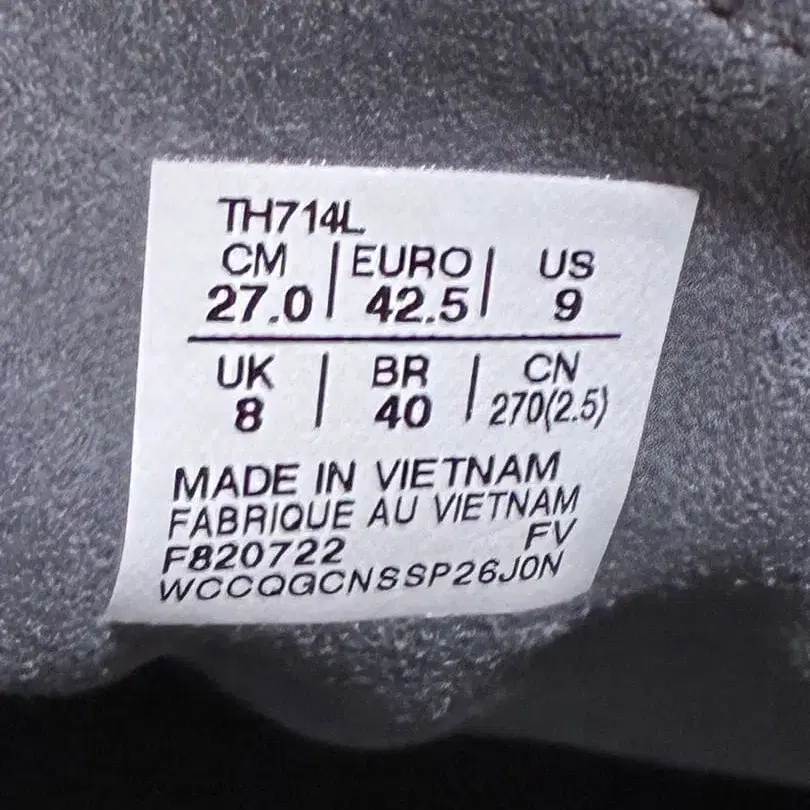 TH714L
CM | EURO | US
27.0 | 42.5 | 9
UK | BR | CN
8 | 40 | 270(2.5)
MADE IN VIETNAM
FABRIQUE AU VIETNAM
F820722 FV
WCCQGCNSSP26J0N